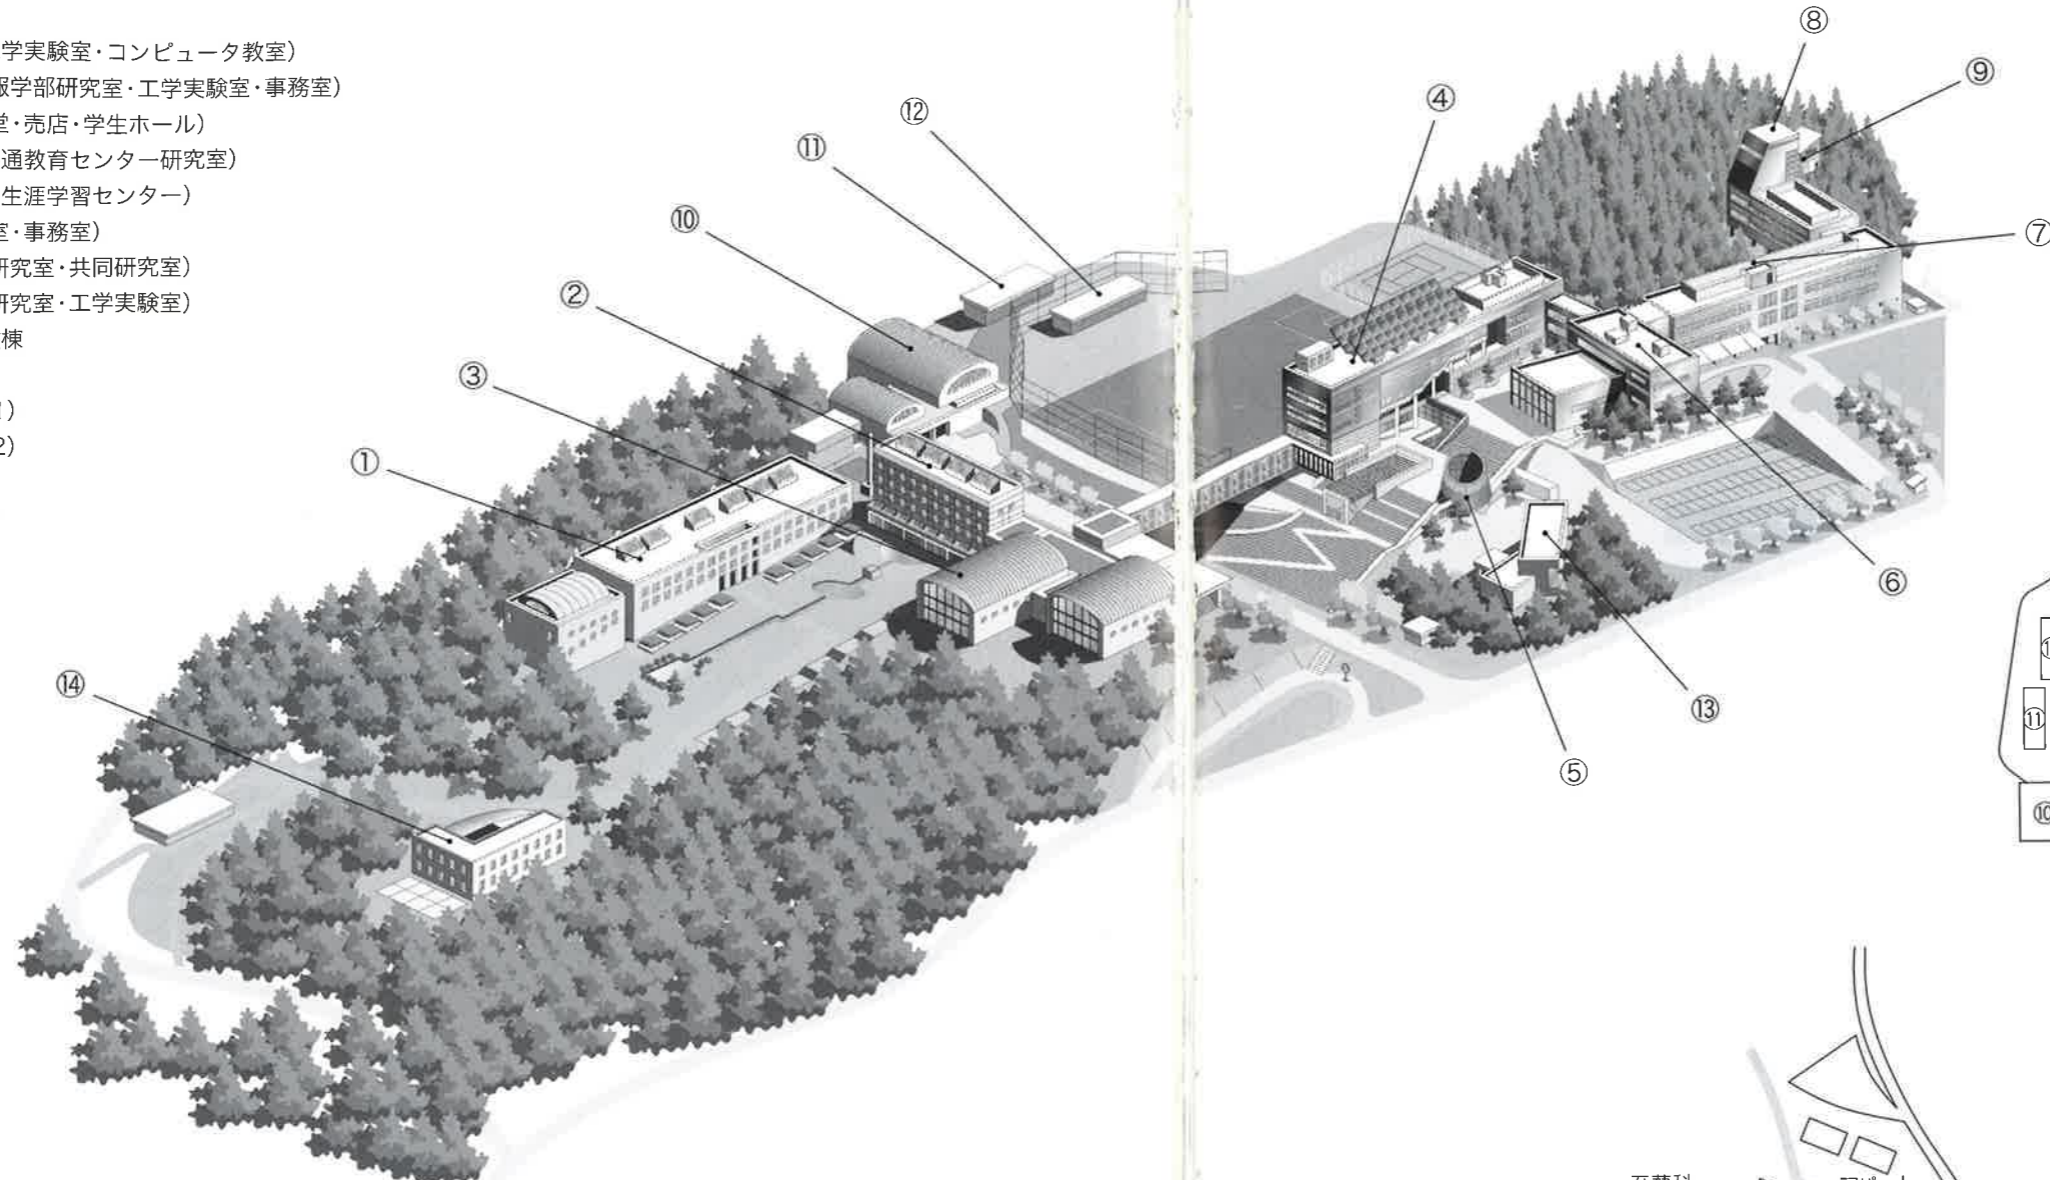 学実験室・コンピュータ教室)
報学部研究室・工学実験室・事務室)
堂・売店・学生ホール)
通教育センター研究室)
生涯学習センター)
室・事務室)
研究室・共同研究室)
研究室・工学実験室)
棟
)
2)
⑧
⑨
④
⑫
⑪
⑦
⑩
②
③
①
⑥
⑭
⑬
⑪
⑤
⑩